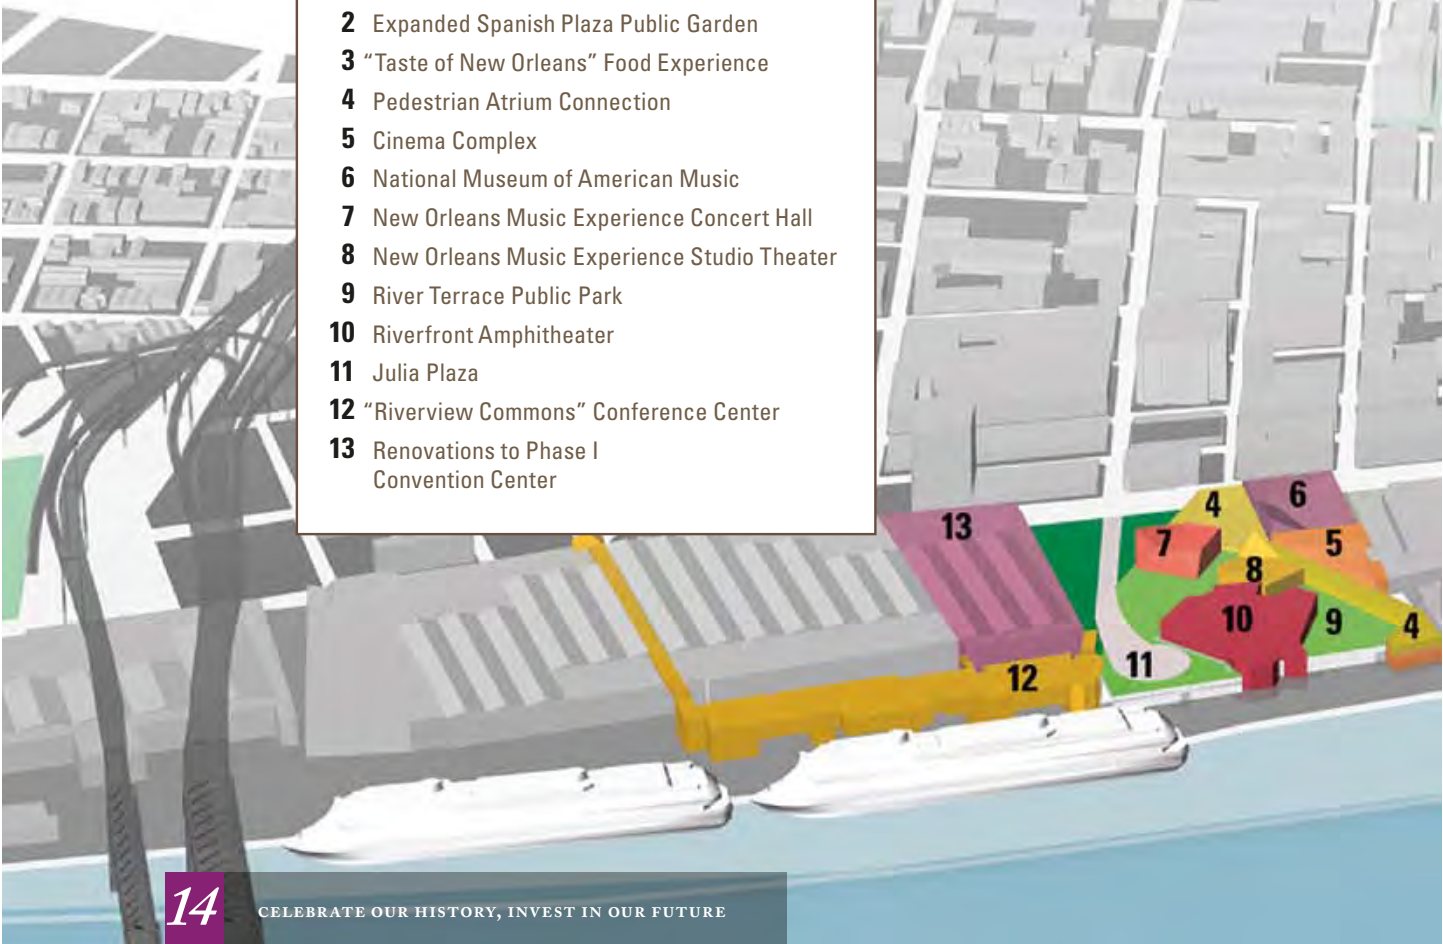 2 Expanded Spanish Plaza Public Garden
3 “Taste of New Orleans” Food Experience
4 Pedestrian Atrium Connection
5 Cinema Complex
6 National Museum of American Music
7 New Orleans Music Experience Concert Hall
8 New Orleans Music Experience Studio Theater
9 River Terrace Public Park
10 Riverfront Amphitheater
11 Julia Plaza
12 “Riverview Commons” Conference Center
13 Renovations to Phase I
Convention Center
4
6
13
7
5
8
10
9
4
11
12
14 CELEBRATE OUR HISTORY, INVEST IN OUR FUTURE